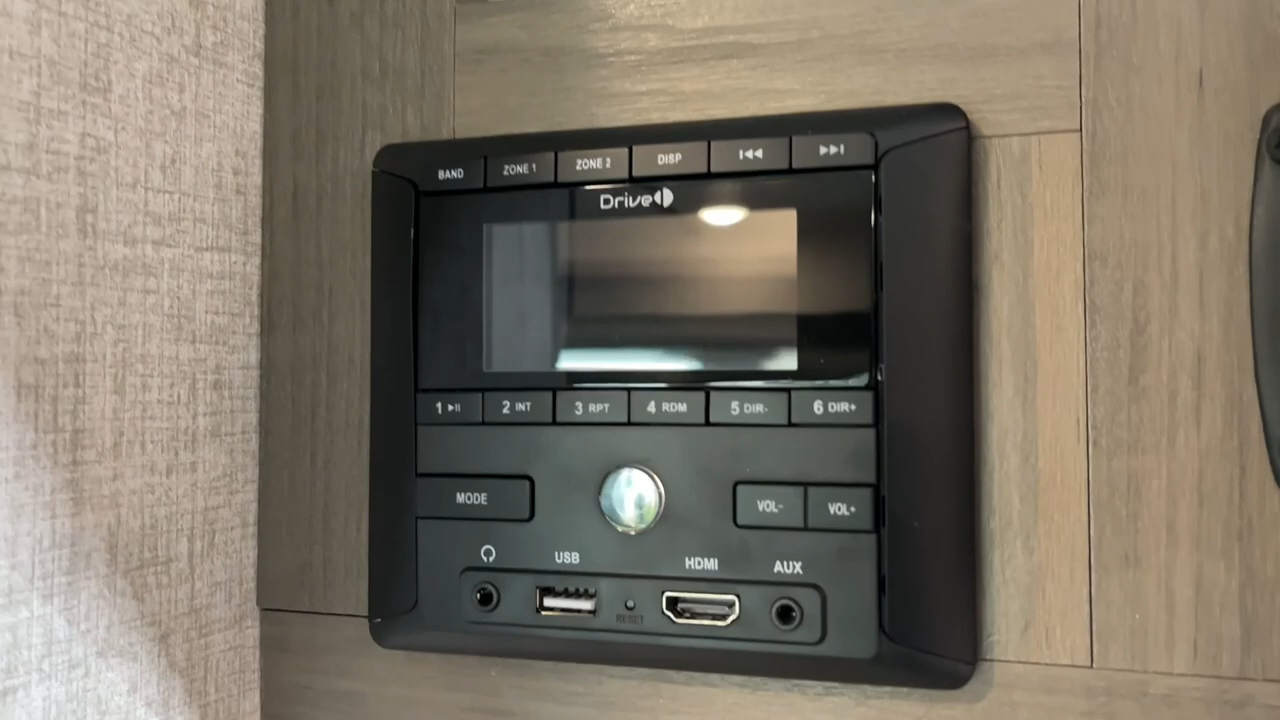 BAND ZONE 1 ZONE 2 DISP
Drive
1 2 INT 3 RPT 4 RDM 5 DIR- 6 DIR+
MODE VOL- VOL+
USB HDMI AUX
RESET